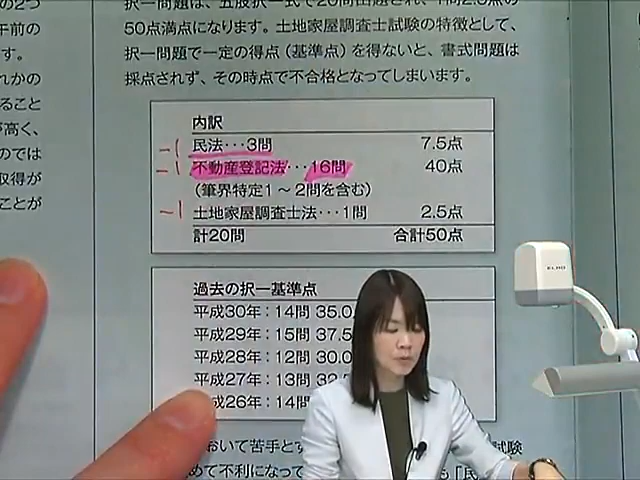 択一問題は、五肢択一式で20問出題され、1問2.5点の
50点満点になります。土地家屋調査士試験の特徴として、
択一問題で一定の得点（基準点）を得ないと、書式問題は
採点されず、その時点で不合格となってしまいます。
の2つ
午前の
す。
れかの
ること
が高く、
のでは
取得が
ことが
内訳
民法・・・3問 7.5点
不動産登記法・・・16問 40点
（筆界特定1～2問を含む）
土地家屋調査士法・・・1問 2.5点
計20問 合計50点
過去の択一基準点
平成30年：14問 35.0
平成29年：15問 37.5
平成28年：12問 30.0
平成27年：13問 32
成26年：14問
おいて苦手と 試験
めて不利になって 「民
ELMO